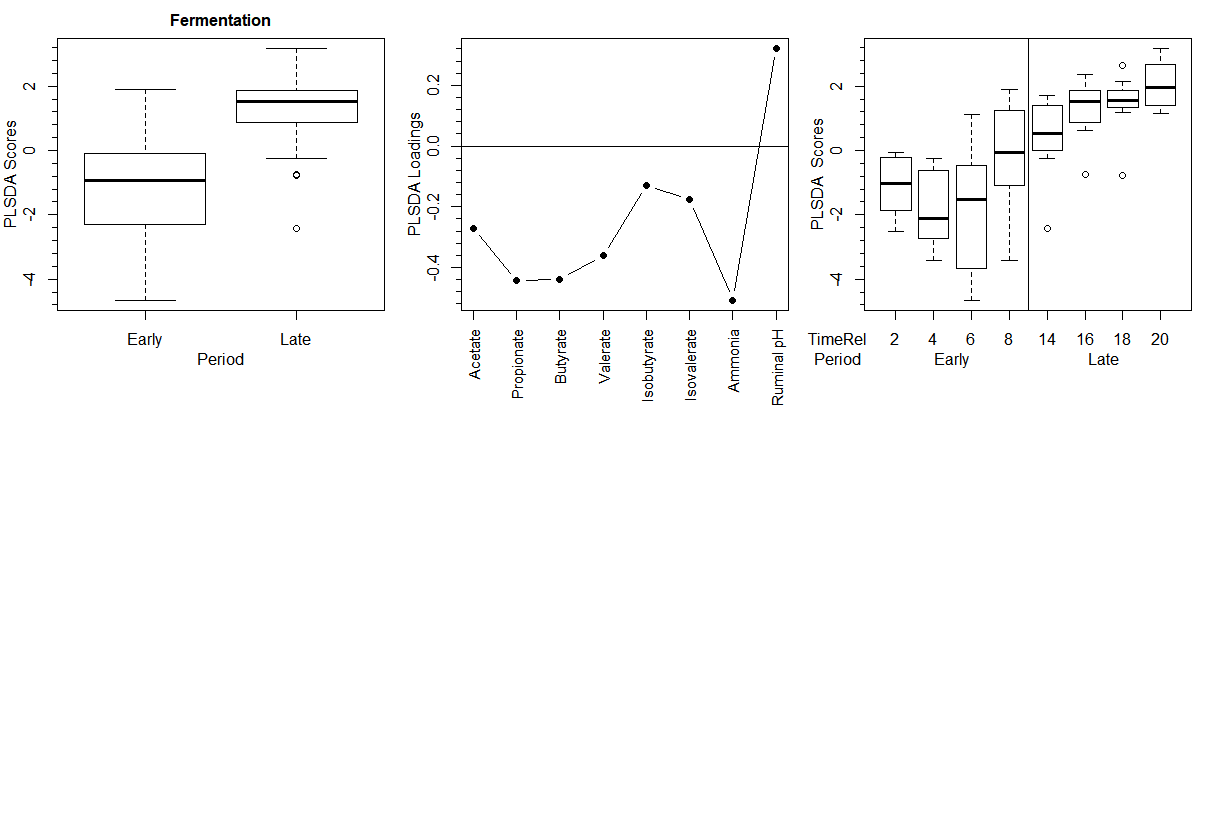 Fermentation
PLSDA Scores
2
0
-2
-4
Early Late
Period
PLSDA Loadings
0.2
0.0
-0.2
-0.4
Acetate
Propionate
Butyrate
Valerate
Isobutyrate
Isovalerate
Ammonia
Ruminal pH
PLSDA Scores
2
0
-2
-4
TimeRel 2 4 6 8 14 16 18 20
Period Early Late